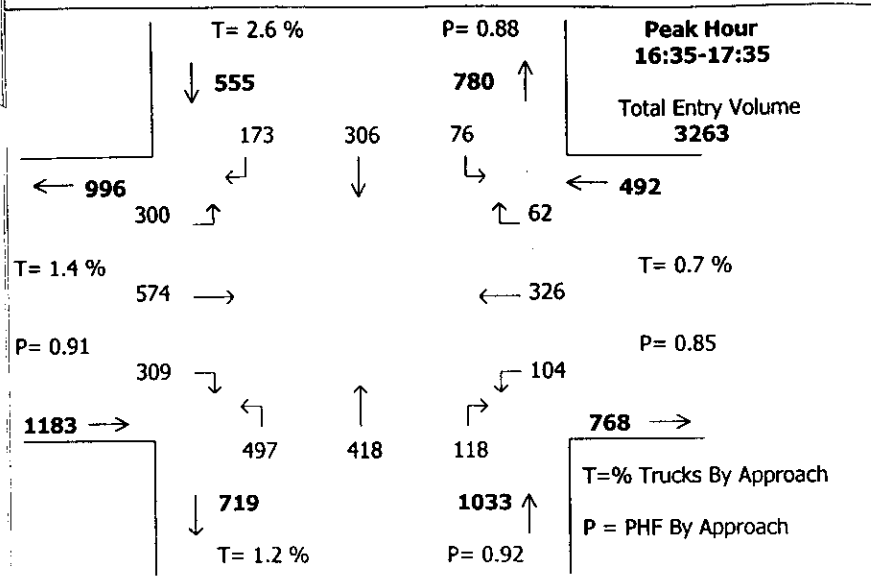 T= 2.6 % P= 0.88 Peak Hour
16:35-17:35
555 780
Total Entry Volume
173 306 76 3263
996 492
300 62
T= 1.4 % T= 0.7 %
574 326
P= 0.91 P= 0.85
309 104
1183 768
497 418 118
T=% Trucks By Approach
719 1033
P = PHF By Approach
T= 1.2 % P= 0.92